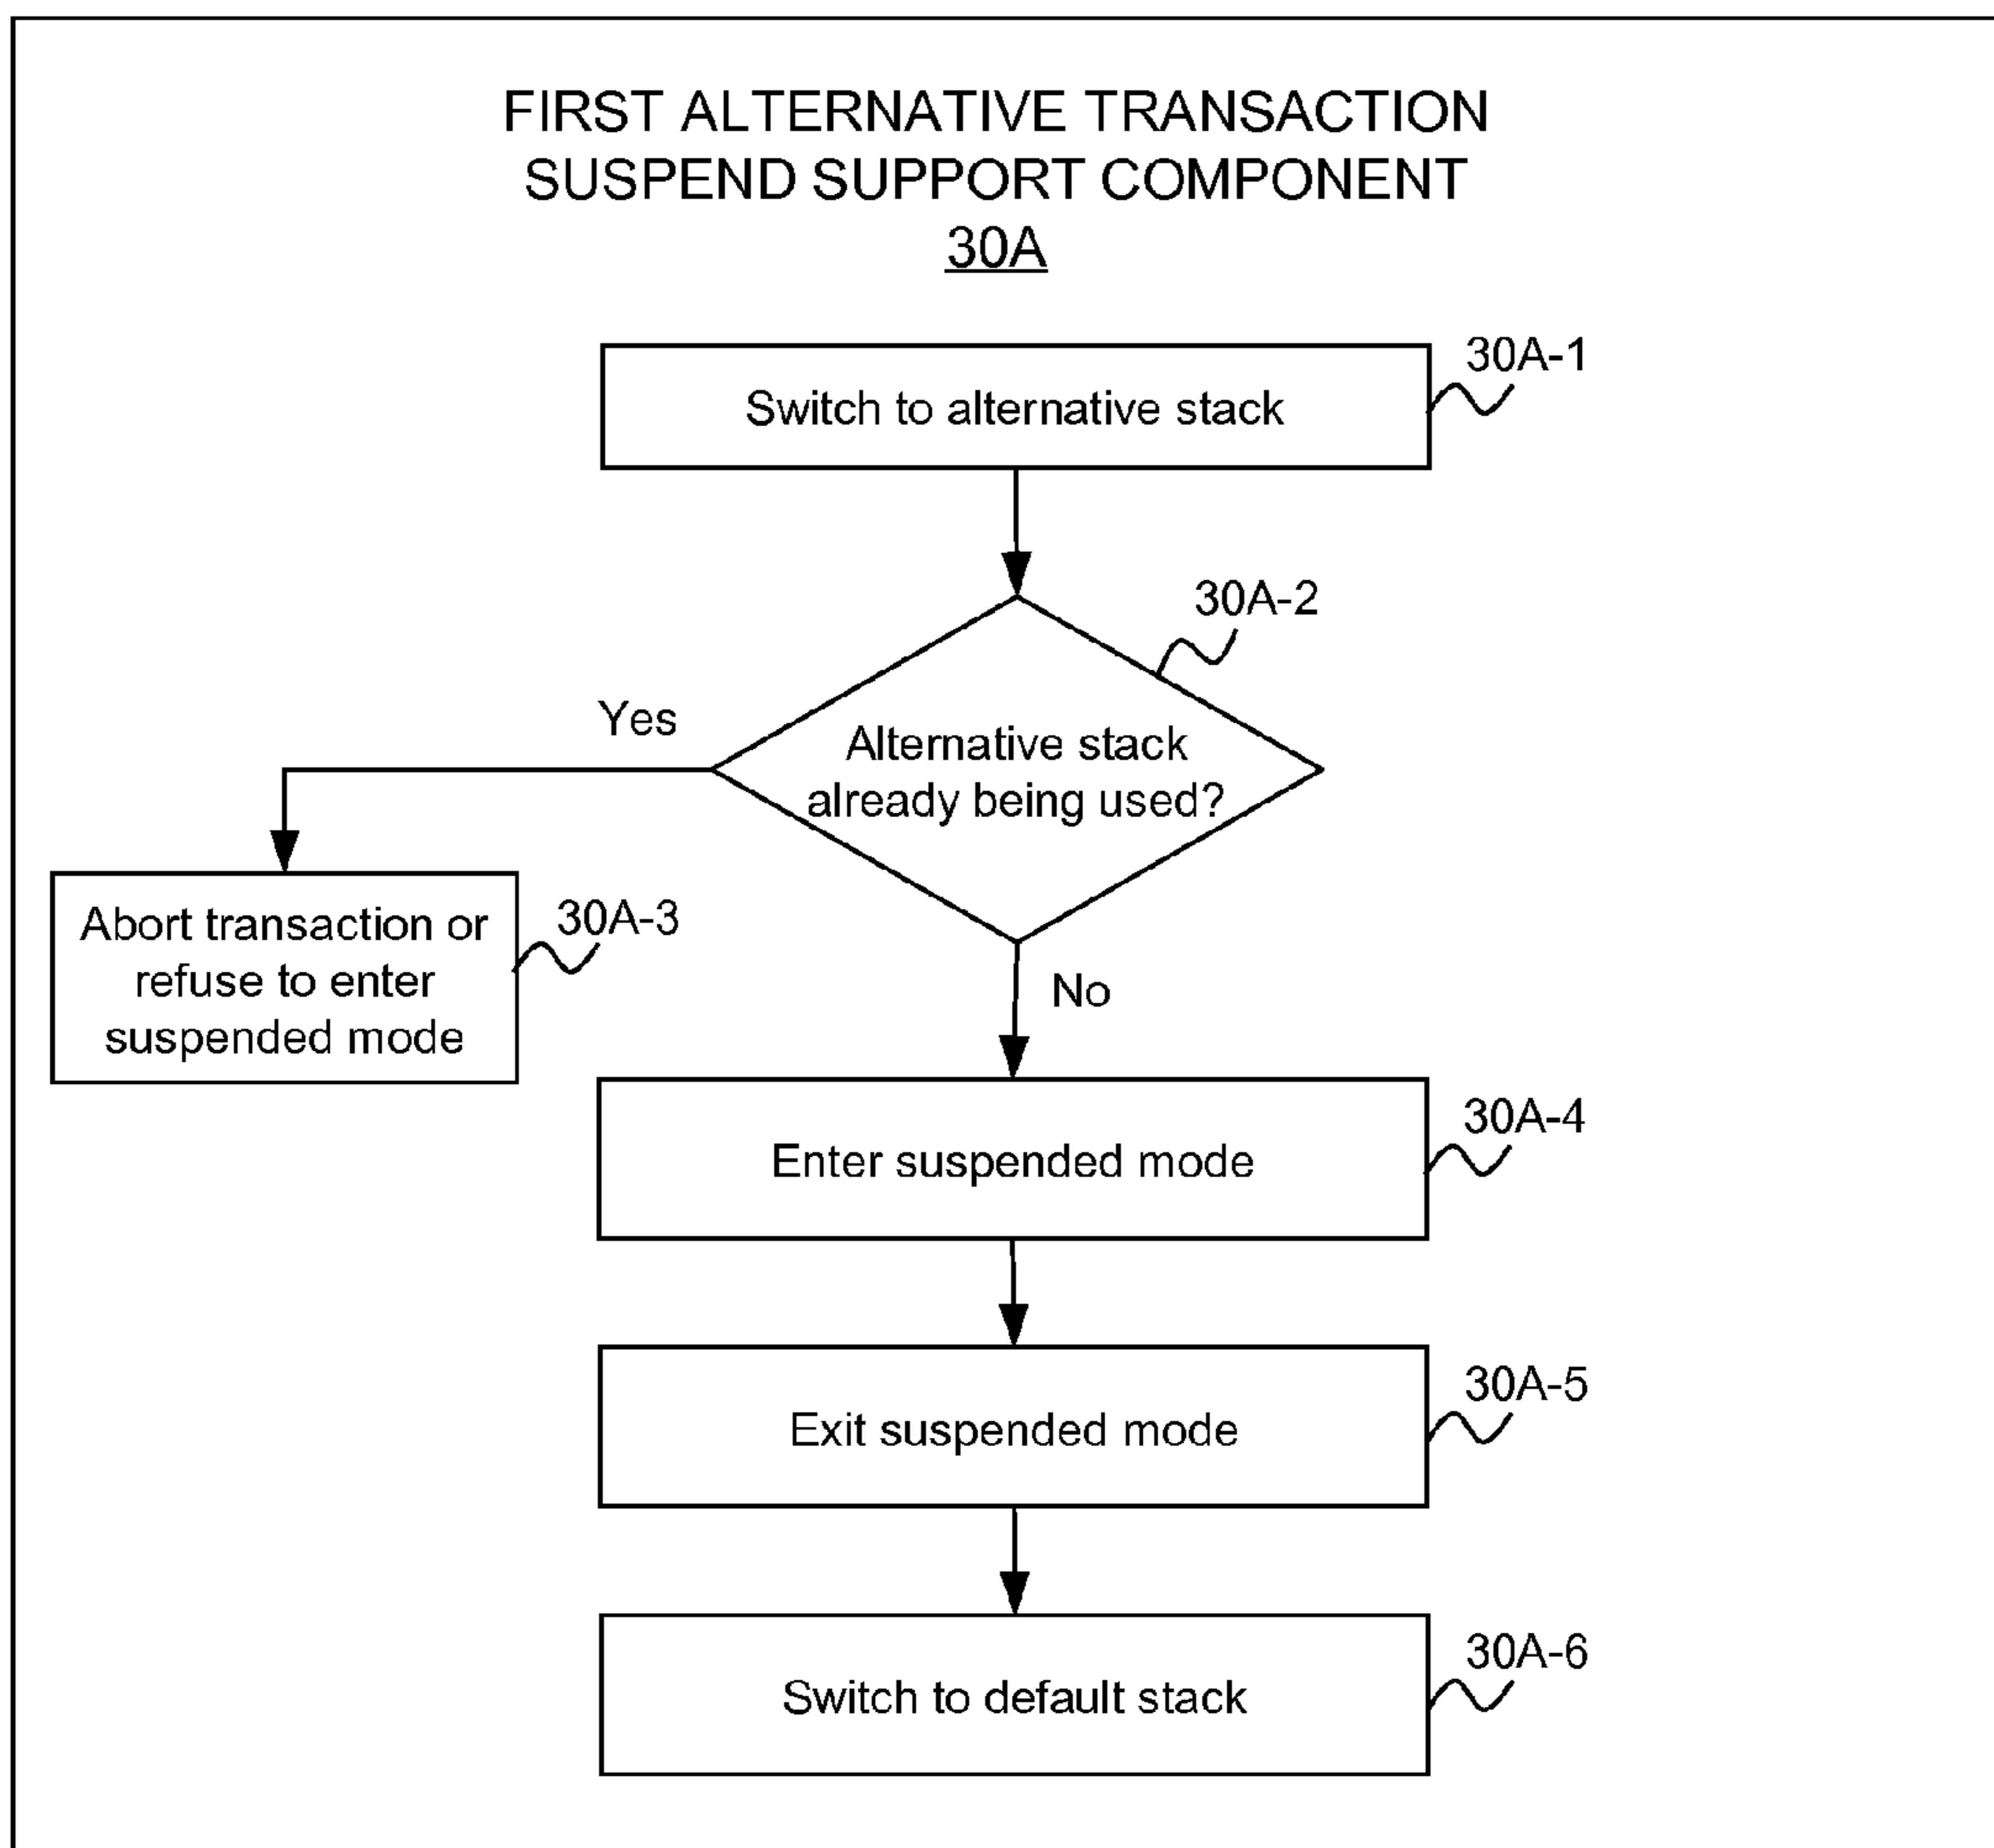 FIRST ALTERNATIVE TRANSACTION
SUSPEND SUPPORT COMPONENT
30A
30A-1
Switch to alternative stack
30A-2
Yes
Alternative stack
already being used?
30A-3
Abort transaction or
refuse to enter
suspended mode
No
30A-4
Enter suspended mode
30A-5
Exit suspended mode
30A-6
Switch to default stack